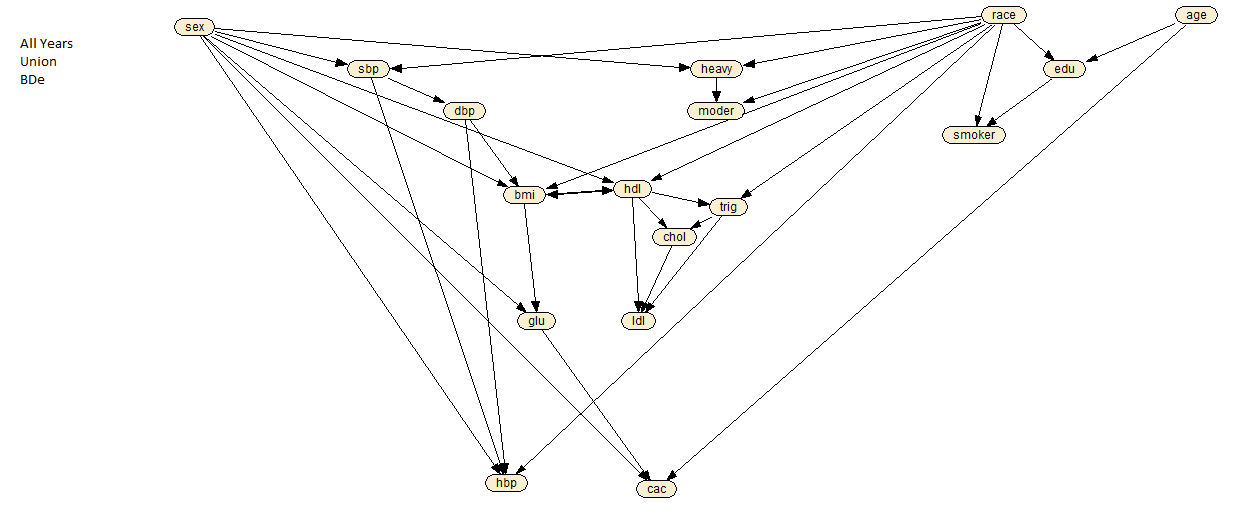 sex
race
age
All Years
Union
BDe
sbp
heavy
edu
dbp
moder
smoker
bmi
hdl
trig
chol
glu
ldl
hbp
cac